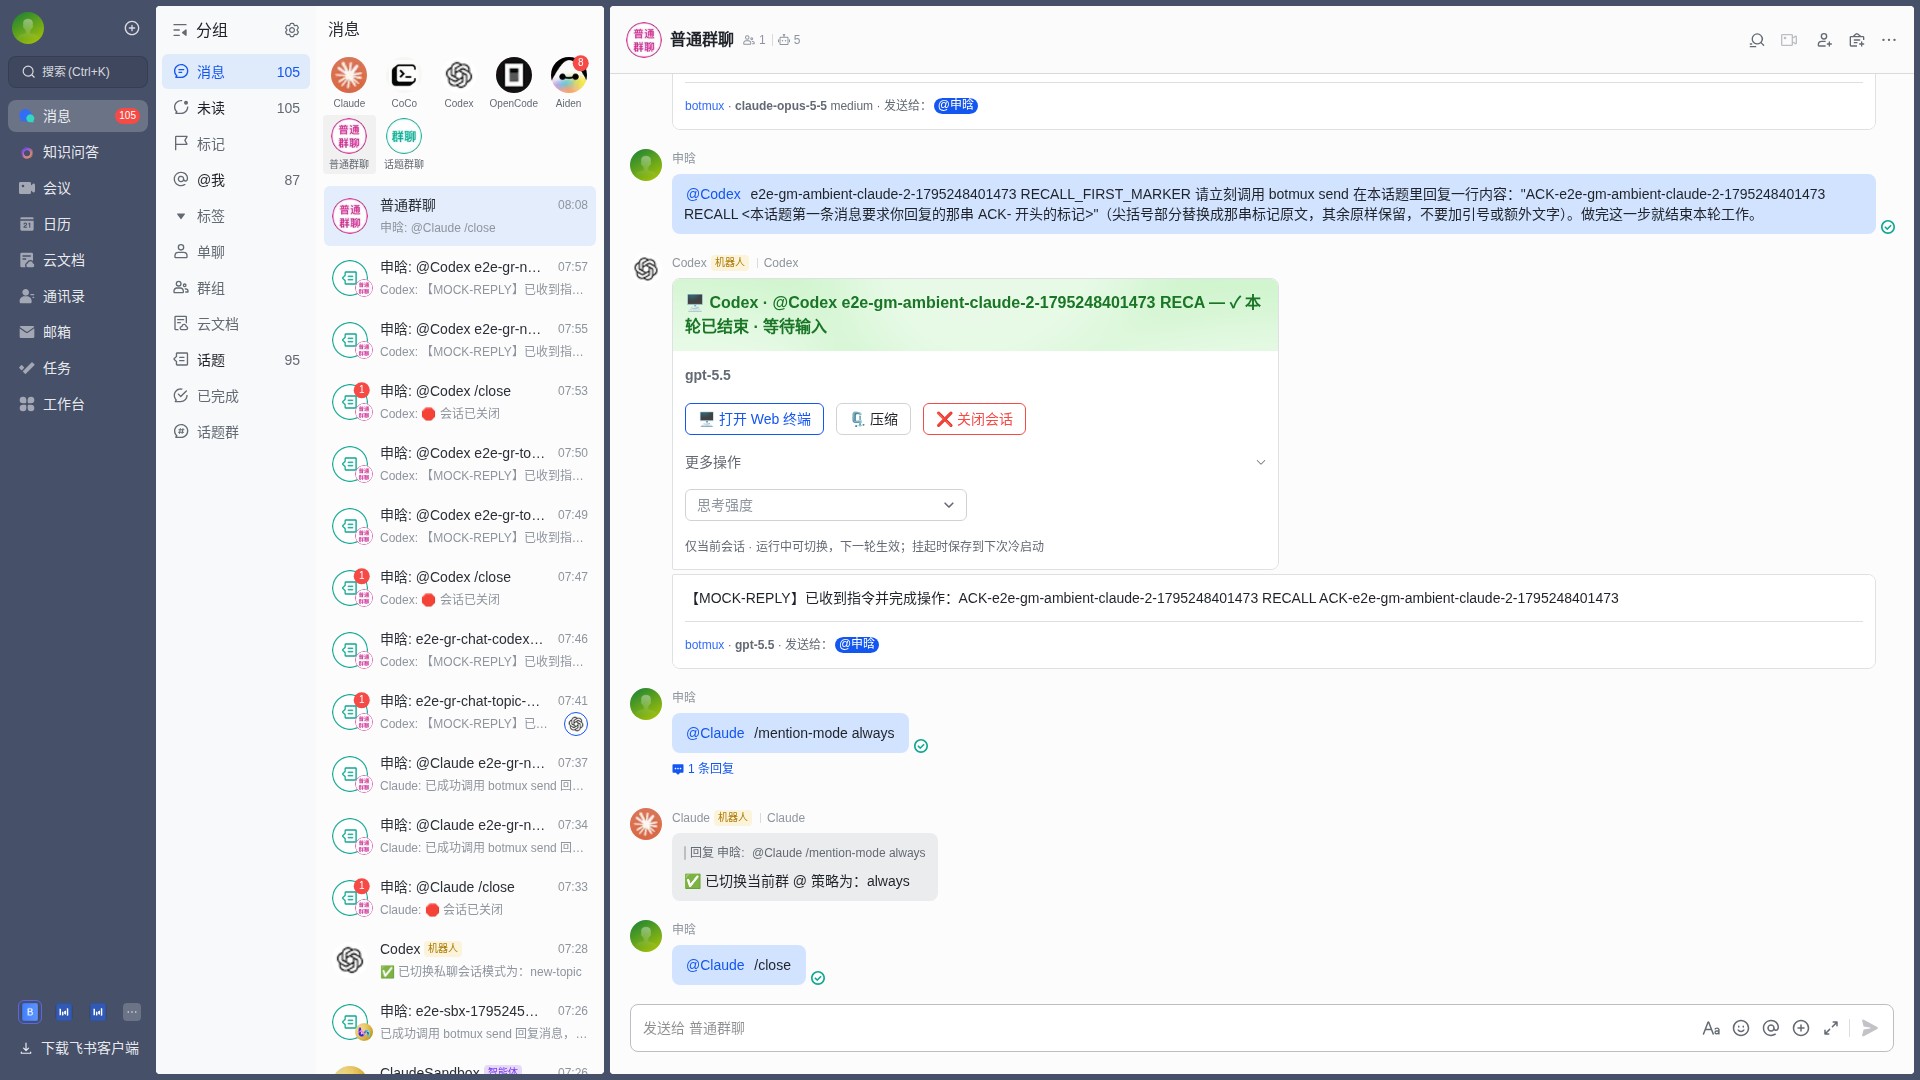 搜索 (Ctrl+K)
消息 105
知识问答
会议
日历
云文档
通讯录
邮箱
任务
工作台
下载飞书客户端
分组
消息 105
未读 105
标记
@我 87
标签
单聊
群组
云文档
话题 95
已完成
话题群
消息
Claude
CoCo
Codex
OpenCode
8
Aiden
普通群聊
普通群聊
群聊
话题群聊
普通群聊
普通群聊 08:08
申晗: @Claude /close
申晗: @Codex e2e-gr-n... 07:57
Codex: 【MOCK-REPLY】已收到指...
申晗: @Codex e2e-gr-n... 07:55
Codex: 【MOCK-REPLY】已收到指...
1
申晗: @Codex /close 07:53
Codex: 🛑 会话已关闭
申晗: @Codex e2e-gr-to... 07:50
Codex: 【MOCK-REPLY】已收到指...
申晗: @Codex e2e-gr-to... 07:49
Codex: 【MOCK-REPLY】已收到指...
1
申晗: @Codex /close 07:47
Codex: 🛑 会话已关闭
申晗: e2e-gr-chat-codex... 07:46
Codex: 【MOCK-REPLY】已收到指...
1
申晗: e2e-gr-chat-topic-... 07:41
Codex: 【MOCK-REPLY】已...
申晗: @Claude e2e-gr-n... 07:37
Claude: 已成功调用 botmux send 回...
申晗: @Claude e2e-gr-n... 07:34
Claude: 已成功调用 botmux send 回...
1
申晗: @Claude /close 07:33
Claude: 🛑 会话已关闭
Codex 机器人 07:28
✅ 已切换私聊会话模式为：new-topic
申晗: e2e-sbx-1795245... 07:26
已成功调用 botmux send 回复消息，...
ClaudeSandbox 智能体 07:26
普通群聊
普通群聊 1 5
botmux · claude-opus-5-5 medium · 发送给： @申晗
申晗
@Codex e2e-gm-ambient-claude-2-1795248401473 RECALL_FIRST_MARKER 请立刻调用 botmux send 在本话题里回复一行内容："ACK-e2e-gm-ambient-claude-2-1795248401473
RECALL <本话题第一条消息要求你回复的那串 ACK- 开头的标记>"（尖括号部分替换成那串标记原文，其余原样保留，不要加引号或额外文字）。做完这一步就结束本轮工作。
Codex 机器人 Codex
🖥️ Codex · @Codex e2e-gm-ambient-claude-2-1795248401473 RECA — ✓ 本
轮已结束 · 等待输入
gpt-5.5
🖥️ 打开 Web 终端
🗜️ 压缩
❌ 关闭会话
更多操作
思考强度
仅当前会话 · 运行中可切换，下一轮生效；挂起时保存到下次冷启动
【MOCK-REPLY】已收到指令并完成操作：ACK-e2e-gm-ambient-claude-2-1795248401473 RECALL ACK-e2e-gm-ambient-claude-2-1795248401473
botmux · gpt-5.5 · 发送给： @申晗
申晗
@Claude /mention-mode always
1 条回复
Claude 机器人 Claude
回复 申晗: @Claude /mention-mode always
✅ 已切换当前群 @ 策略为：always
申晗
@Claude /close
发送给 普通群聊